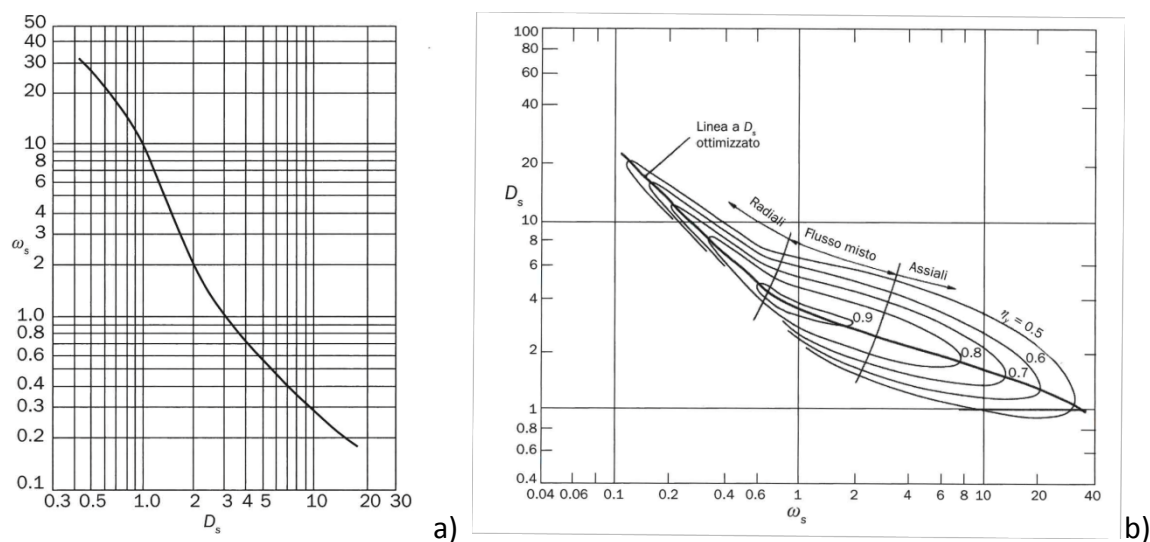 50
40
30
20
10
8
6
4
3
2
ω_s
1.0
0.8
0.6
0.4
0.3
0.2
0.1
0.3 0.5 1.0 2 3 4 5 10 20 30
D_s
a)
100
80
60
40
20
D_s
10
8
6
4
2
1
0.8
0.6
0.4
0.04 0.06 0.1 0.2 0.4 0.6 1 2 4 6 8 10 20 40
ω_s
Linea a D_s
ottimizzato
Radiali
Flusso misto
Assiali
0.9
0.8
0.7
0.6
η_v = 0.5
b)